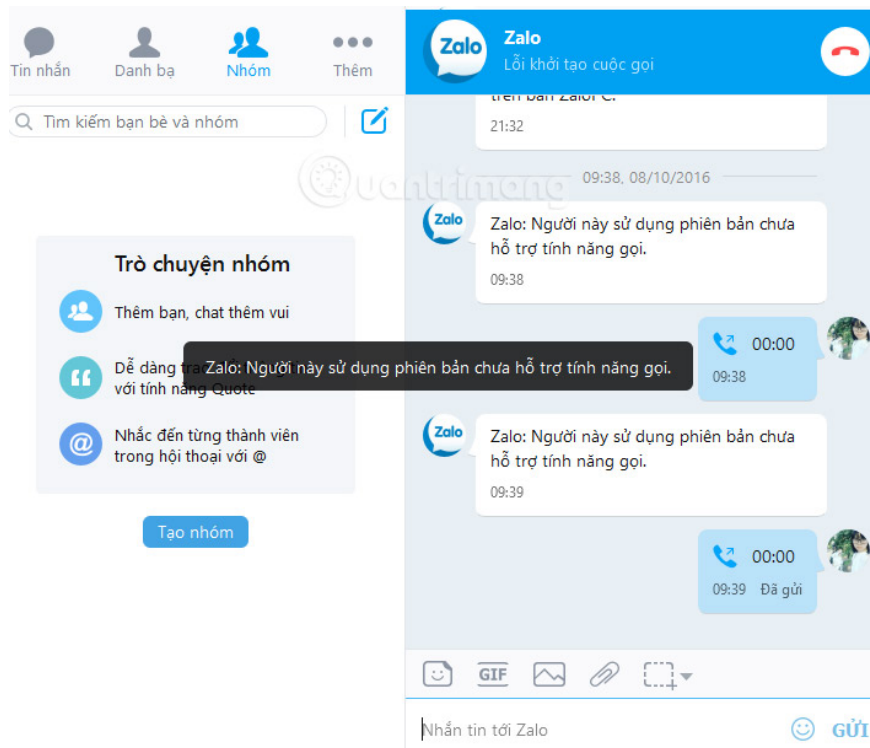 Tin nhắn
Danh bạ
Nhóm
Thêm
Tìm kiếm bạn bè và nhóm
Trò chuyện nhóm
Thêm bạn, chat thêm vui
Dễ dàng
với tính năng Quote
@
Nhắc đến từng thành viên
trong hội thoại với @
Tạo nhóm
Zalo
Zalo
Lỗi khởi tạo cuộc gọi
21:32
Quantrimang
09:38, 08/10/2016
Zalo
Zalo: Người này sử dụng phiên bản chưa
hỗ trợ tính năng gọi.
09:38
00:00
09:38
Zalo: Người này sử dụng phiên bản chưa hỗ trợ tính năng gọi.
Zalo
Zalo: Người này sử dụng phiên bản chưa
hỗ trợ tính năng gọi.
09:39
00:00
09:39 Đã gửi
GIF
Nhắn tin tới Zalo
GỬI